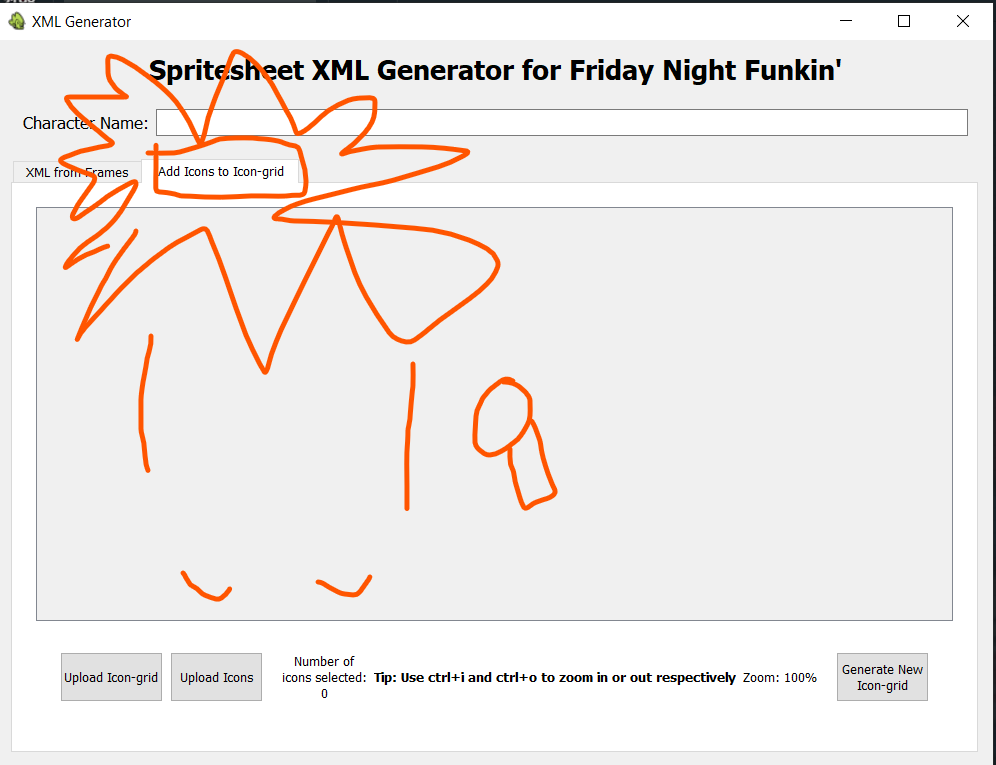 XML Generator
Spritesheet XML Generator for Friday Night Funkin'
Character Name:
XML from Frames
Add Icons to Icon-grid
Upload Icon-grid
Upload Icons
Number of
icons selected:
0
Tip: Use ctrl+i and ctrl+o to zoom in or out respectively
Zoom: 100%
Generate New
Icon-grid